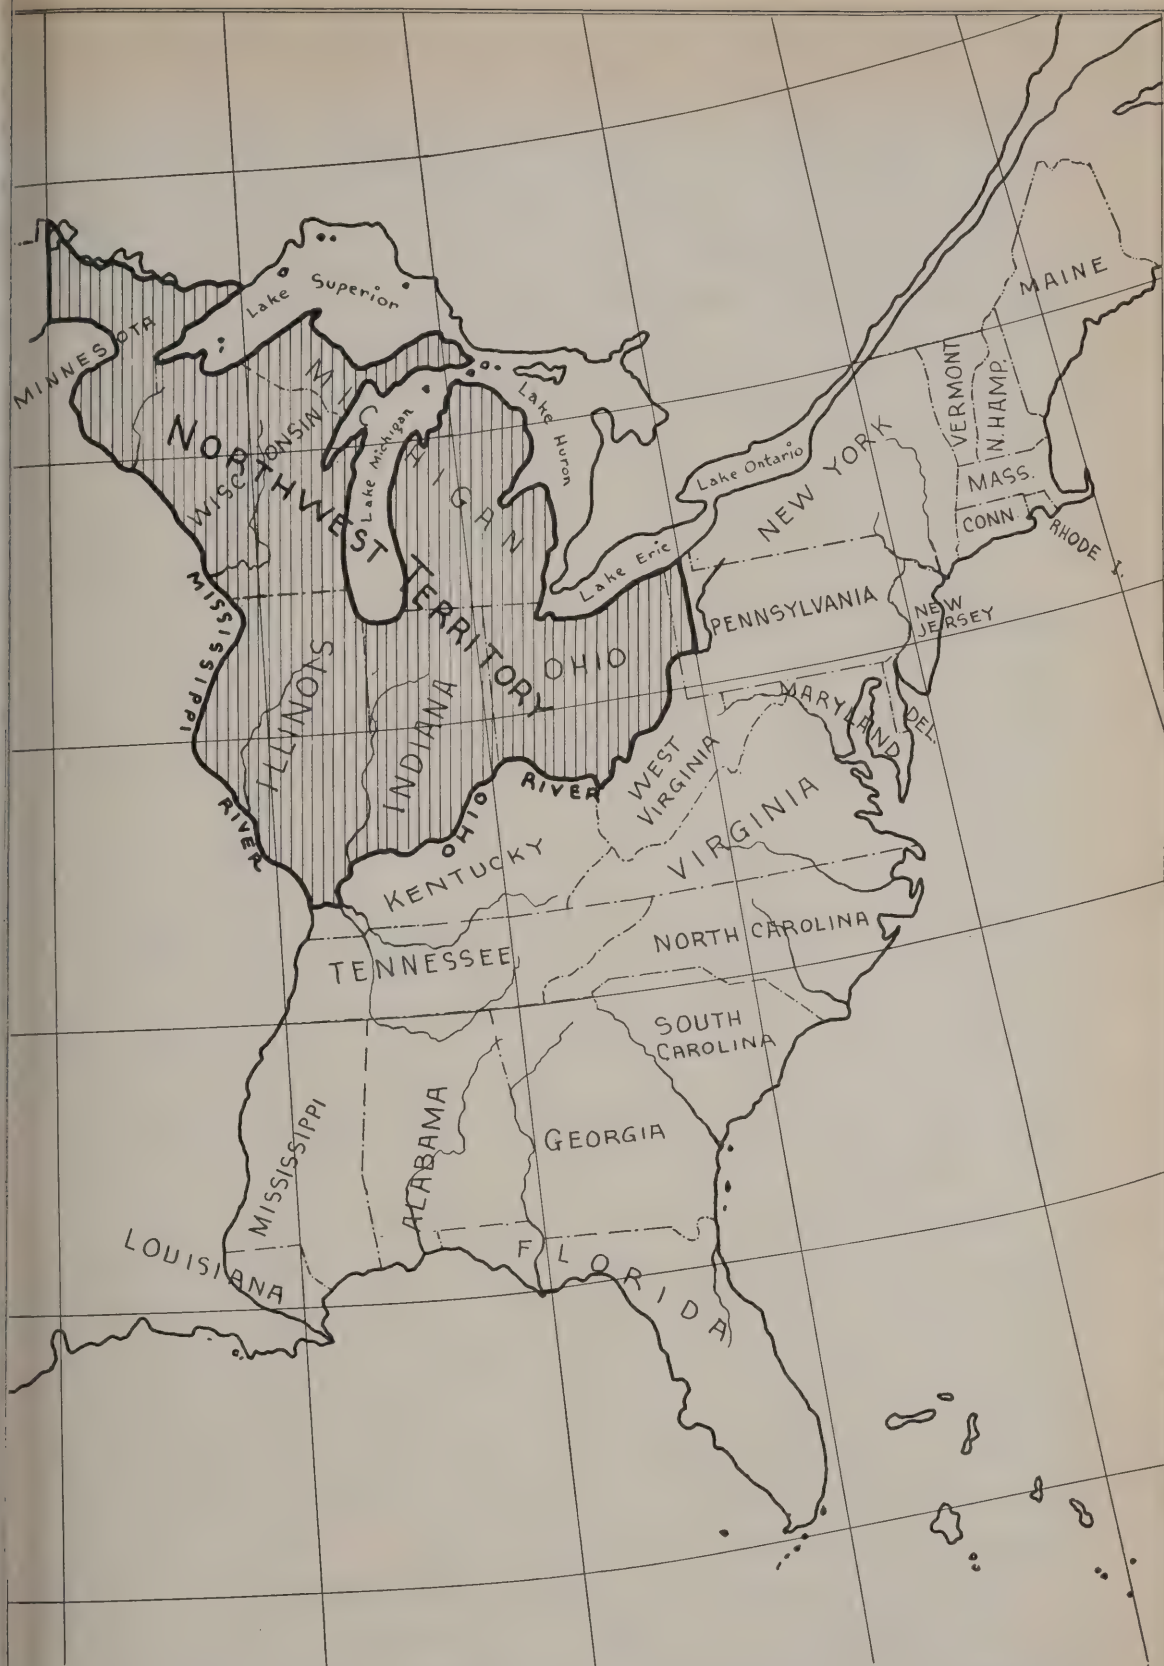 MAINE
Lake Superior
MINNESOTA
MICHIGAN
VERMONT
N. HAMP.
Lake Huron
Lake Michigan
NORTHWEST
TERRITORY
WISCONSIN
Lake Ontario
NEW YORK
MASS.
CONN.
RHODE I.
Lake Erie
MISSISSIPPI
RIVER
PENNSYLVANIA
NEW
JERSEY
OHIO
ILLINOIS
INDIANA
MARYLAND
DEL.
WEST
VIRGINIA
OHIO RIVER
VIRGINIA
KENTUCKY
NORTH CAROLINA
TENNESSEE
SOUTH
CAROLINA
MISSISSIPPI
ALABAMA
GEORGIA
LOUISIANA
FLORIDA